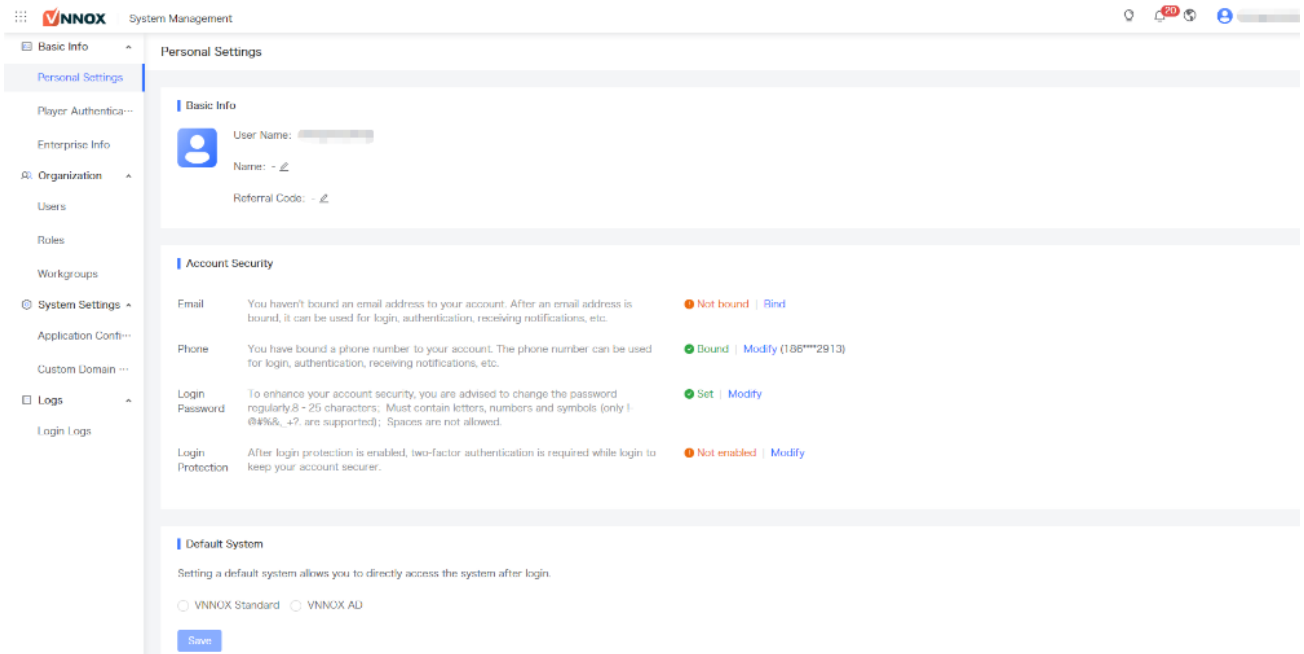 VNNOX System Management
20
Basic Info
Personal Settings
Player Authentica···
Enterprise Info
Organization
Users
Roles
Workgroups
System Settings
Application Confi···
Custom Domain ···
Logs
Login Logs
Personal Settings
Basic Info
User Name:
Name: -
Referral Code: -
Account Security
Email
You haven't bound an email address to your account. After an email address is
bound, it can be used for login, authentication, receiving notifications, etc.
Not bound | Bind
Phone
You have bound a phone number to your account. The phone number can be used
for login, authentication, receiving notifications, etc.
Bound | Modify (186****2913)
Login
Password
To enhance your account security, you are advised to change the password
regularly.8 - 25 characters; Must contain letters, numbers and symbols (only !-
@#%&,_+?. are supported); Spaces are not allowed.
Set | Modify
Login
Protection
After login protection is enabled, two-factor authentication is required while login to
keep your account securer.
Not enabled | Modify
Default System
Setting a default system allows you to directly access the system after login.
VNNOX Standard VNNOX AD
Save